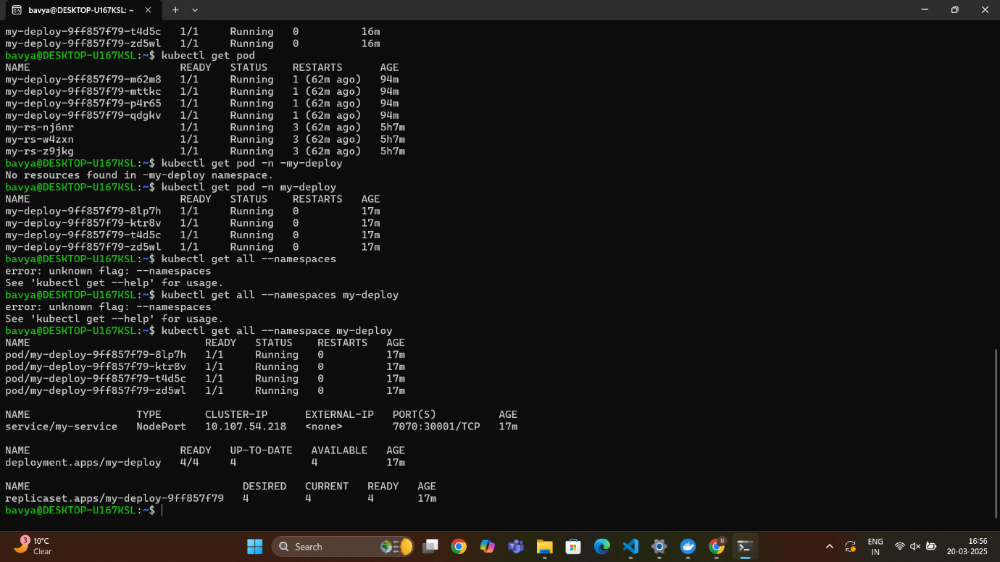 bavya@DESKTOP-U167KSL: ~
my-deploy-9ff857f79-t4d5c   1/1     Running   0          16m
my-deploy-9ff857f79-zd5wl   1/1     Running   0          16m
bavya@DESKTOP-U167KSL:~$ kubectl get pod
NAME                        READY   STATUS    RESTARTS      AGE
my-deploy-9ff857f79-m62m8   1/1     Running   1 (62m ago)   94m
my-deploy-9ff857f79-mttkc   1/1     Running   1 (62m ago)   94m
my-deploy-9ff857f79-p4r65   1/1     Running   1 (62m ago)   94m
my-deploy-9ff857f79-qdgkv   1/1     Running   1 (62m ago)   94m
my-rs-nj6nr                 1/1     Running   3 (62m ago)   5h7m
my-rs-w4zxn                 1/1     Running   3 (62m ago)   5h7m
my-rs-z9jkg                 1/1     Running   3 (62m ago)   5h7m
bavya@DESKTOP-U167KSL:~$ kubectl get pod -n -my-deploy
No resources found in -my-deploy namespace.
bavya@DESKTOP-U167KSL:~$ kubectl get pod -n my-deploy
NAME                        READY   STATUS    RESTARTS   AGE
my-deploy-9ff857f79-8lp7h   1/1     Running   0          17m
my-deploy-9ff857f79-ktr8v   1/1     Running   0          17m
my-deploy-9ff857f79-t4d5c   1/1     Running   0          17m
my-deploy-9ff857f79-zd5wl   1/1     Running   0          17m
bavya@DESKTOP-U167KSL:~$ kubectl get all --namespaces
error: unknown flag: --namespaces
See 'kubectl get --help' for usage.
bavya@DESKTOP-U167KSL:~$ kubectl get all --namespaces my-deploy
error: unknown flag: --namespaces
See 'kubectl get --help' for usage.
bavya@DESKTOP-U167KSL:~$ kubectl get all --namespace my-deploy
NAME                            READY   STATUS    RESTARTS   AGE
pod/my-deploy-9ff857f79-8lp7h   1/1     Running   0          17m
pod/my-deploy-9ff857f79-ktr8v   1/1     Running   0          17m
pod/my-deploy-9ff857f79-t4d5c   1/1     Running   0          17m
pod/my-deploy-9ff857f79-zd5wl   1/1     Running   0          17m
NAME                 TYPE       CLUSTER-IP      EXTERNAL-IP   PORT(S)          AGE
service/my-service   NodePort   10.107.54.218   <none>        7070:30001/TCP   17m
NAME                        READY   UP-TO-DATE   AVAILABLE   AGE
deployment.apps/my-deploy   4/4     4            4           17m
NAME                                  DESIRED   CURRENT   READY   AGE
replicaset.apps/my-deploy-9ff857f79   4         4         4       17m
bavya@DESKTOP-U167KSL:~$
3
10°C
Clear
Search
B
ENG
IN
16:56
20-03-2025